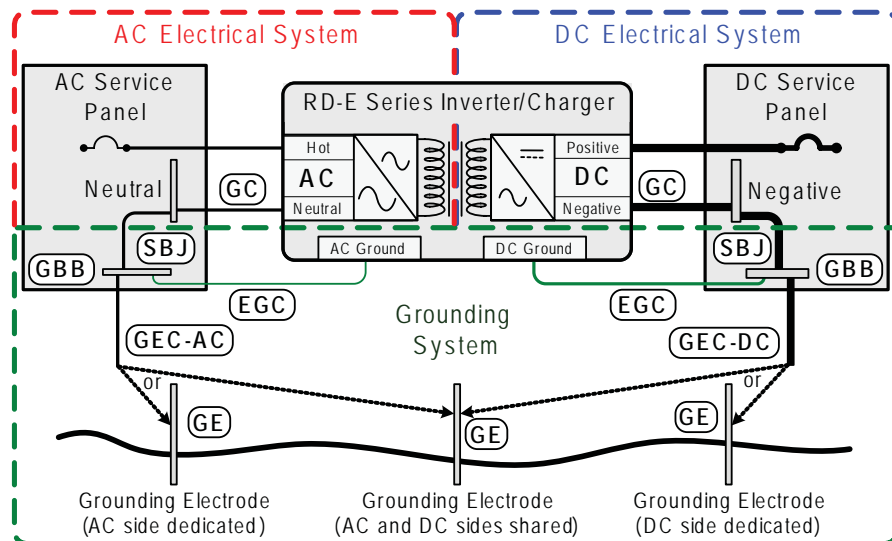 AC Electrical System
DC Electrical System
AC Service
Panel
RD-E Series Inverter/Charger
DC Service
Panel
Hot
AC
Neutral
Positive
DC
Negative
Neutral
GC
GC
Negative
SBJ
AC Ground
DC Ground
SBJ
GBB
GBB
EGC
EGC
Grounding
System
GEC-AC
GEC-DC
or
or
GE
GE
GE
Grounding Electrode
(AC side dedicated)
Grounding Electrode
(AC and DC sides shared)
Grounding Electrode
(DC side dedicated)